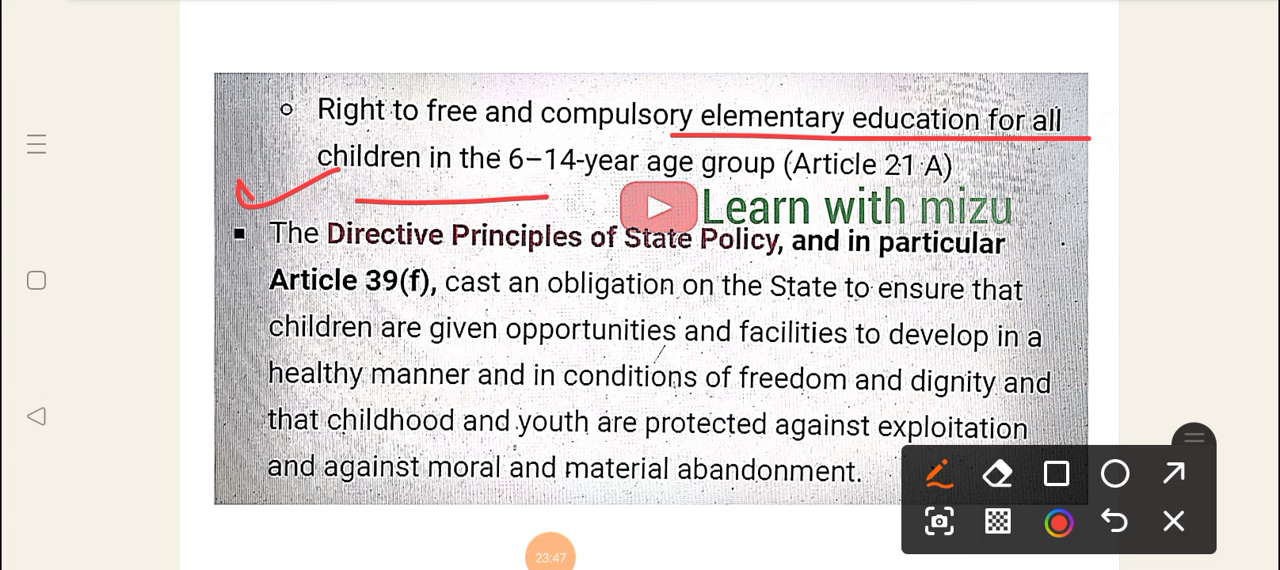 ○ Right to free and compulsory elementary education for all
children in the 6–14-year age group (Article 21 A)
Learn with mizu
▪ The Directive Principles of State Policy, and in particular
Article 39(f), cast an obligation on the State to ensure that
children are given opportunities and facilities to develop in a
healthy manner and in conditions of freedom and dignity and
that childhood and youth are protected against exploitation
and against moral and material abandonment.
23:47